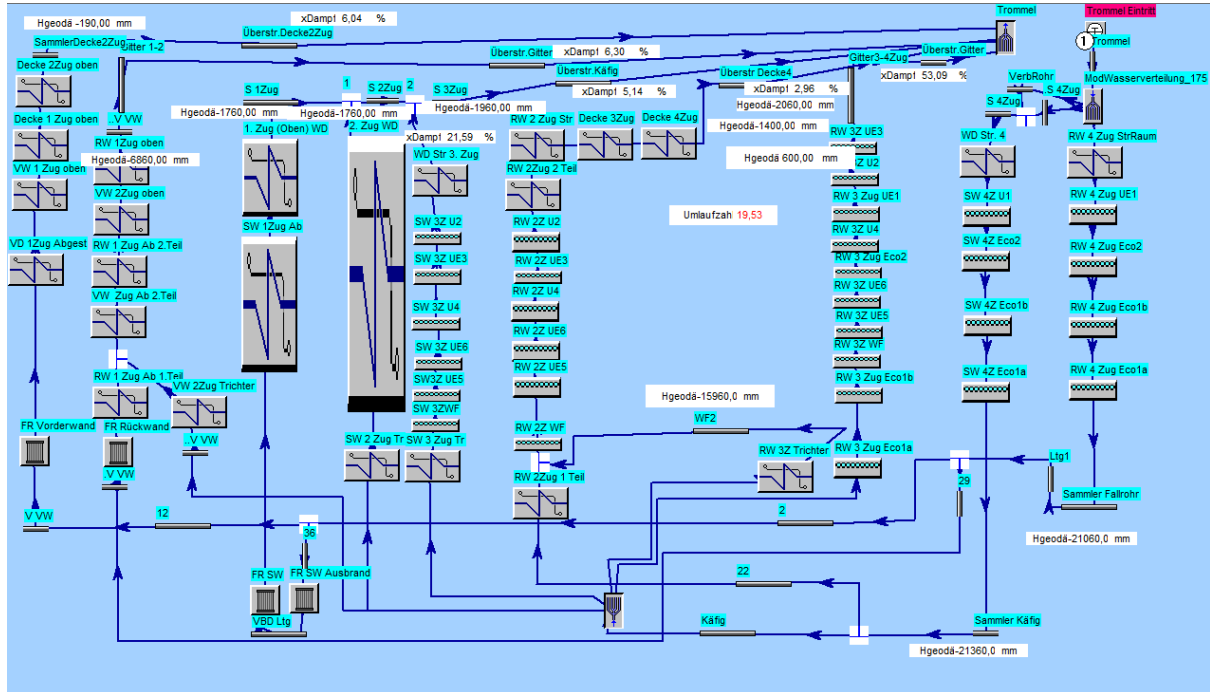 Hgeodä -190,00 mm
xDampf 6,04 %
Trommel
Trommel Eintritt
SammlerDecke2Zug
Gitter 1-2
Überstr.Decke2Zug
Überstr.Gitter
xDampf 6,30 %
Gitter3-4Zug
Überstr.Gitter
1
Trommel
Decke 2Zug oben
S 1Zug
1
S 2Zug
2
S 3Zug
Überstr.Käfig
xDampf 5,14 %
Überstr Decke4
xDampf 2,96 %
xDampf 53,09 %
VerbRohr
ModWasserverteilung_175
Hgeodä-1760,00 mm
Hgeodä-1760,00 mm
Hgeodä-1960,00 mm
Hgeodä-2060,00 mm
S 4Zug
S 4Zug
Decke 1 Zug oben
..V VW
RW 1Zug oben
1. Zug (Oben) WD
2. Zug WD
xDampf 21,59 %
RW 2 Zug Str
Decke 3Zug
Decke 4Zug
Hgeodä-1400,00 mm
RW 3Z UE3
WD Str. 4
RW 4 Zug StrRaum
Hgeodä-6860,00 mm
WD Str 3. Zug
Hgeodä 600,00 mm
3Z U2
VW 1 Zug oben
VW 2Zug oben
RW 2Zug 2 Teil
RW 3 Zug UE1
SW 4Z U1
RW 4 Zug UE1
Umlaufzahl 19,53
SW 1Zug Ab
SW 3Z U2
RW 2Z U2
RW 3Z U4
VD 1Zug Abgest
RW 1 Zug Ab 2.Teil
SW 3Z UE3
RW 2Z UE3
RW 3 Zug Eco2
SW 4Z Eco2
RW 4 Zug Eco2
VW Zug Ab 2.Teil
SW 3Z U4
RW 2Z U4
RW 3Z UE6
SW 4Z Eco1b
RW 4 Zug Eco1b
SW 3Z UE6
RW 2Z UE6
RW 3Z UE5
RW 1 Zug Ab 1.Teil
VW 2Zug Trichter
SW3Z UE5
RW 2Z UE5
RW 3Z WF
SW 4Z Eco1a
RW 4 Zug Eco1a
SW 3ZWF
Hgeodä-15960,0 mm
RW 3 Zug Eco1b
FR Vorderwand
FR Rückwand
..V VW
SW 2 Zug Tr
SW 3 Zug Tr
RW 2Z WF
WF2
RW 3Z Trichter
RW 3 Zug Eco1a
Ltg1
.V VW
RW 2Zug 1 Teil
29
Sammler Fallrohr
V VW
12
36
2
Hgeodä-21060,0 mm
FR SW
FR SW Ausbrand
22
VBD Ltg
Käfig
Sammler Käfig
Hgeodä-21360,0 mm